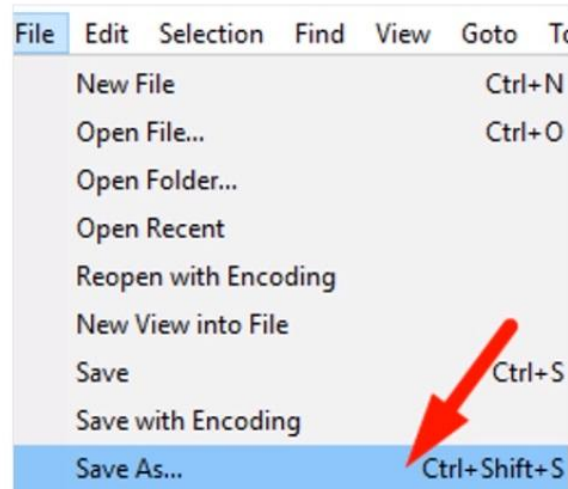 File Edit Selection Find View Goto
New File Ctrl+N
Open File... Ctrl+O
Open Folder...
Open Recent
Reopen with Encoding
New View into File
Save Ctrl+S
Save with Encoding
Save As... Ctrl+Shift+S